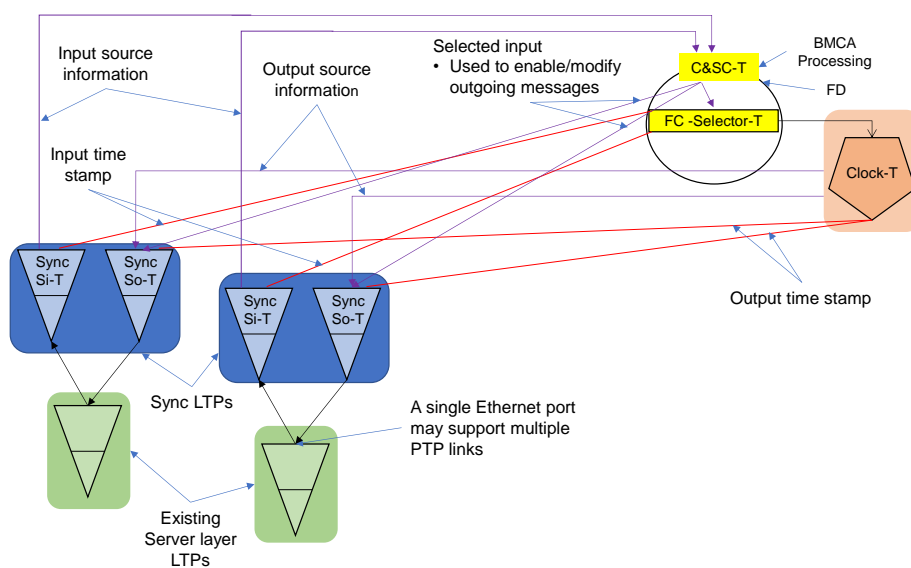 Input source
information
Output source
information
Selected input
• Used to enable/modify
outgoing messages
C&SC-T
BMCA
Processing
FD
FC -Selector-T
Clock-T
Input time
stamp
Sync
Si-T
Sync
So-T
Sync
Si-T
Sync
So-T
Output time stamp
Sync LTPs
A single Ethernet port
may support multiple
PTP links
Existing
Server layer
LTPs